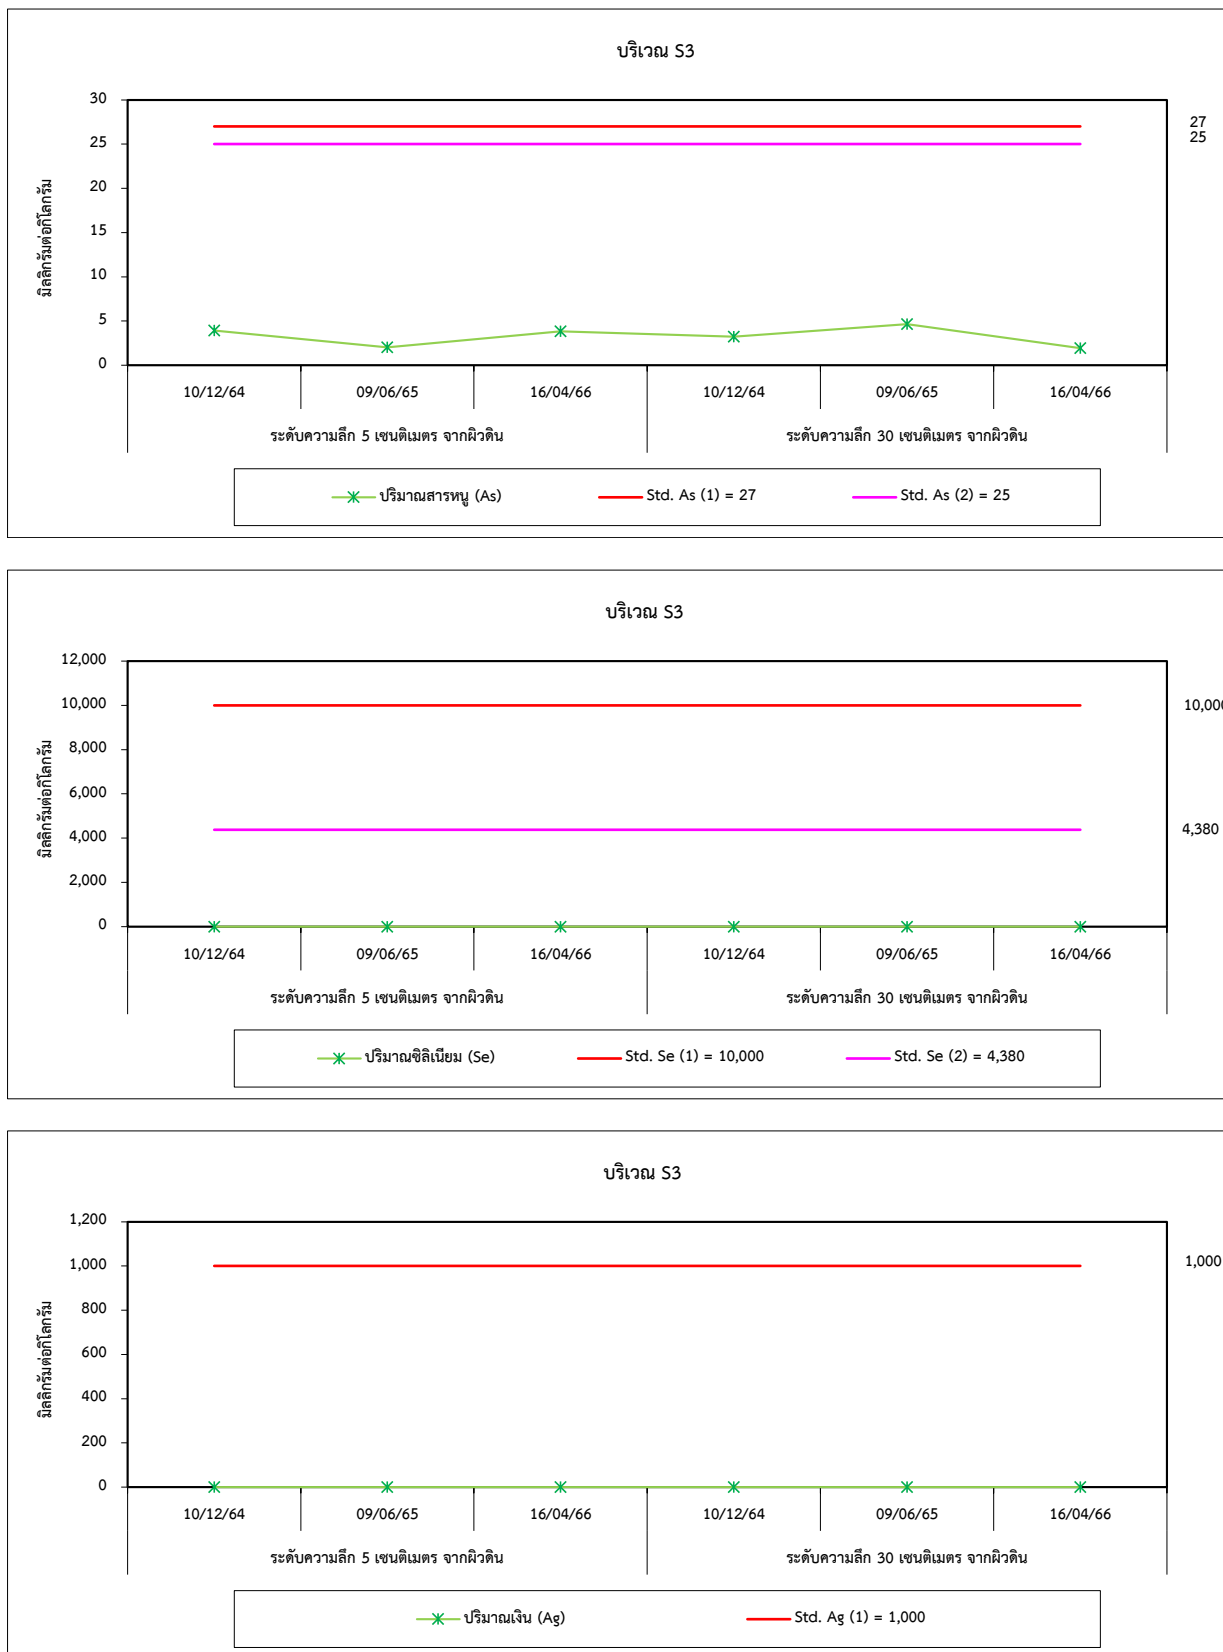 บริเวณ S3
มิลลิกรัมต่อกิโลกรัม
30
25
20
15
10
5
0
27
25
10/12/64 09/06/65 16/04/66 10/12/64 09/06/65 16/04/66
ระดับความลึก 5 เซนติเมตร จากผิวดิน ระดับความลึก 30 เซนติเมตร จากผิวดิน
ปริมาณสารหนู (As) Std. As (1) = 27 Std. As (2) = 25
บริเวณ S3
มิลลิกรัมต่อกิโลกรัม
12,000
10,000
8,000
6,000
4,000
2,000
0
10,000
4,380
10/12/64 09/06/65 16/04/66 10/12/64 09/06/65 16/04/66
ระดับความลึก 5 เซนติเมตร จากผิวดิน ระดับความลึก 30 เซนติเมตร จากผิวดิน
ปริมาณซิลิเนียม (Se) Std. Se (1) = 10,000 Std. Se (2) = 4,380
บริเวณ S3
มิลลิกรัมต่อกิโลกรัม
1,200
1,000
800
600
400
200
0
1,000
10/12/64 09/06/65 16/04/66 10/12/64 09/06/65 16/04/66
ระดับความลึก 5 เซนติเมตร จากผิวดิน ระดับความลึก 30 เซนติเมตร จากผิวดิน
ปริมาณเงิน (Ag) Std. Ag (1) = 1,000